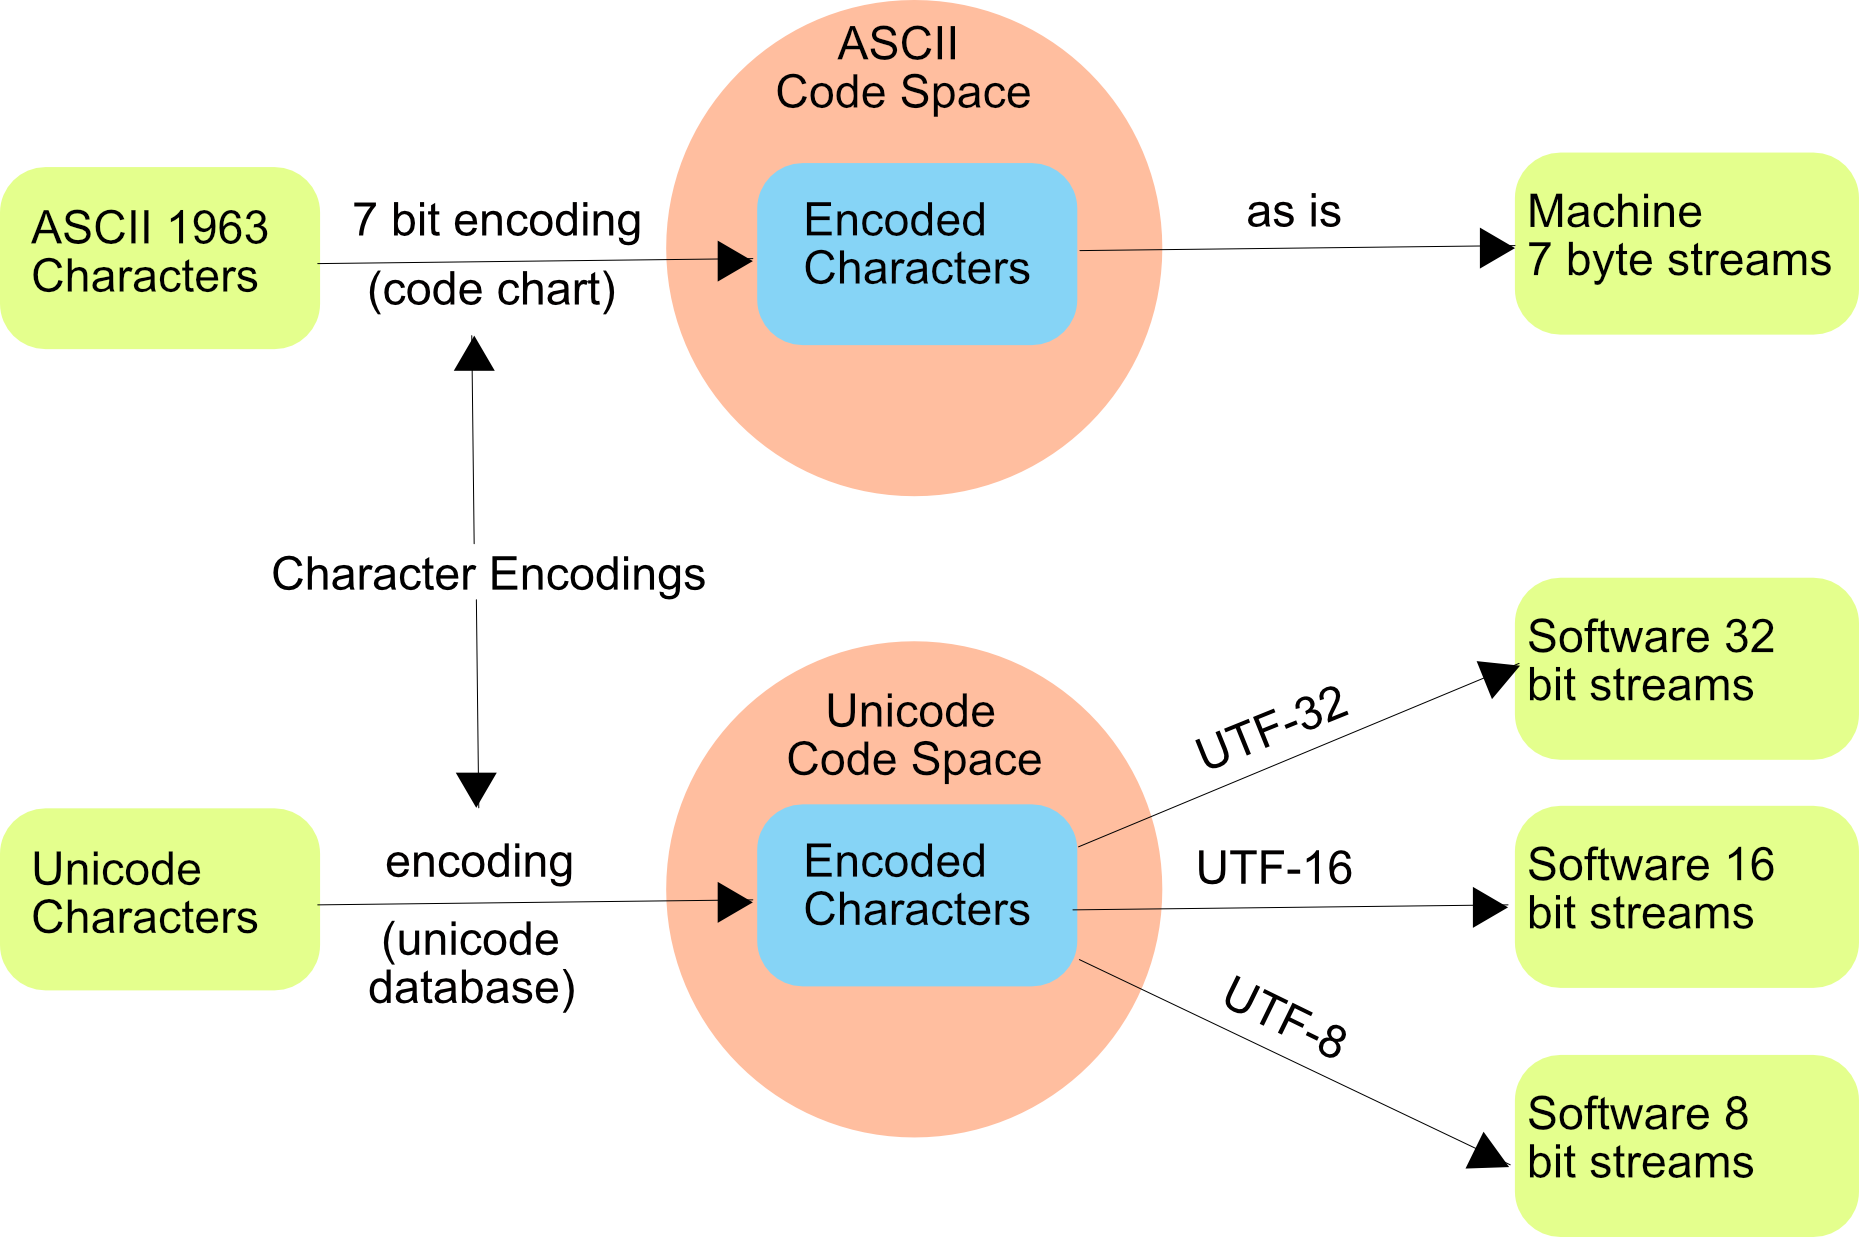 ASCII
Code Space
ASCII 1963
Characters
7 bit encoding
(code chart)
Encoded
Characters
as is
Machine
7 byte streams
Character Encodings
Unicode
Code Space
Unicode
Characters
encoding
(unicode
database)
Encoded
Characters
UTF-32
Software 32
bit streams
UTF-16
Software 16
bit streams
UTF-8
Software 8
bit streams